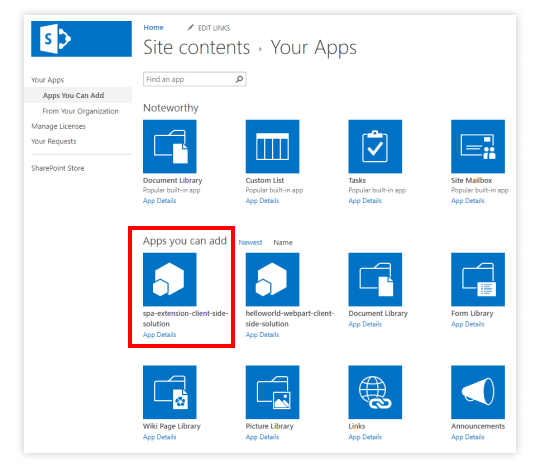 S
Home EDIT LINKS
Site contents › Your Apps
Your Apps
Apps You Can Add
From Your Organization
Manage Licenses
Your Requests
SharePoint Store
Find an app
Noteworthy
Document Library Custom List Tasks Site Mailbox
Popular built-in app Popular built-in app Popular built-in app Popular built-in app
App Details App Details App Details App Details
Apps you can add Newest Name
spa-extension-client-side- helloworld-webpart-client- Document Library Form Library
solution side-solution App Details App Details
App Details App Details
Wiki Page Library Picture Library Links Announcements
App Details App Details App Details App Details